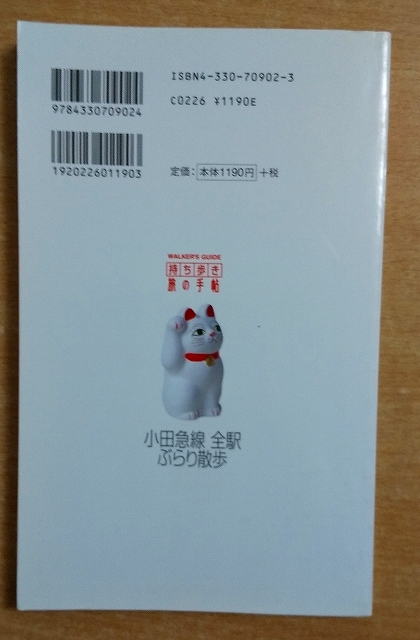 ISBN4-330-70902-3
9784330709024
C0226 ¥1190E
1920226011903
定価：本体1190円＋税
WALKER'S GUIDE
持ち歩き
旅の手帖
小田急線 全駅
ぶらり散歩